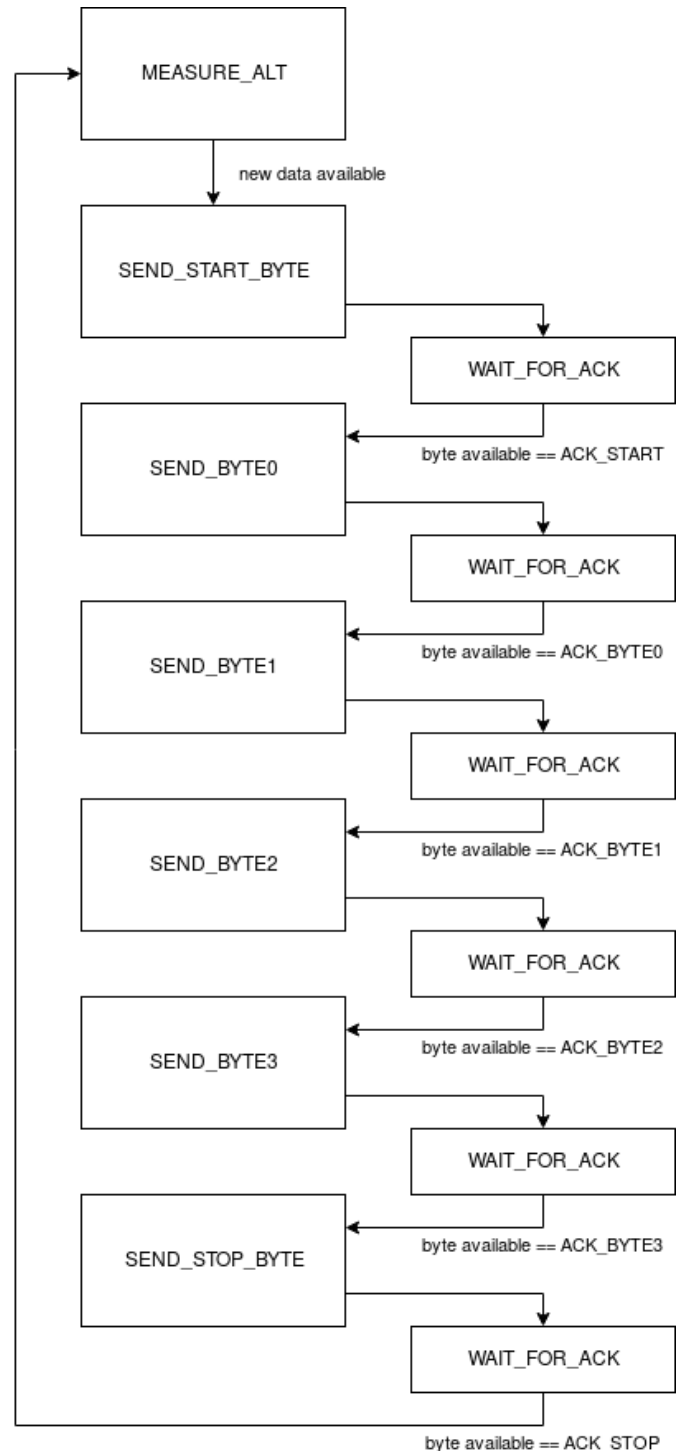 MEASURE_ALT
new data available
SEND_START_BYTE
WAIT_FOR_ACK
byte available == ACK_START
SEND_BYTE0
WAIT_FOR_ACK
byte available == ACK_BYTE0
SEND_BYTE1
WAIT_FOR_ACK
byte available == ACK_BYTE1
SEND_BYTE2
WAIT_FOR_ACK
byte available == ACK_BYTE2
SEND_BYTE3
WAIT_FOR_ACK
byte available == ACK_BYTE3
SEND_STOP_BYTE
WAIT_FOR_ACK
byte available == ACK_STOP